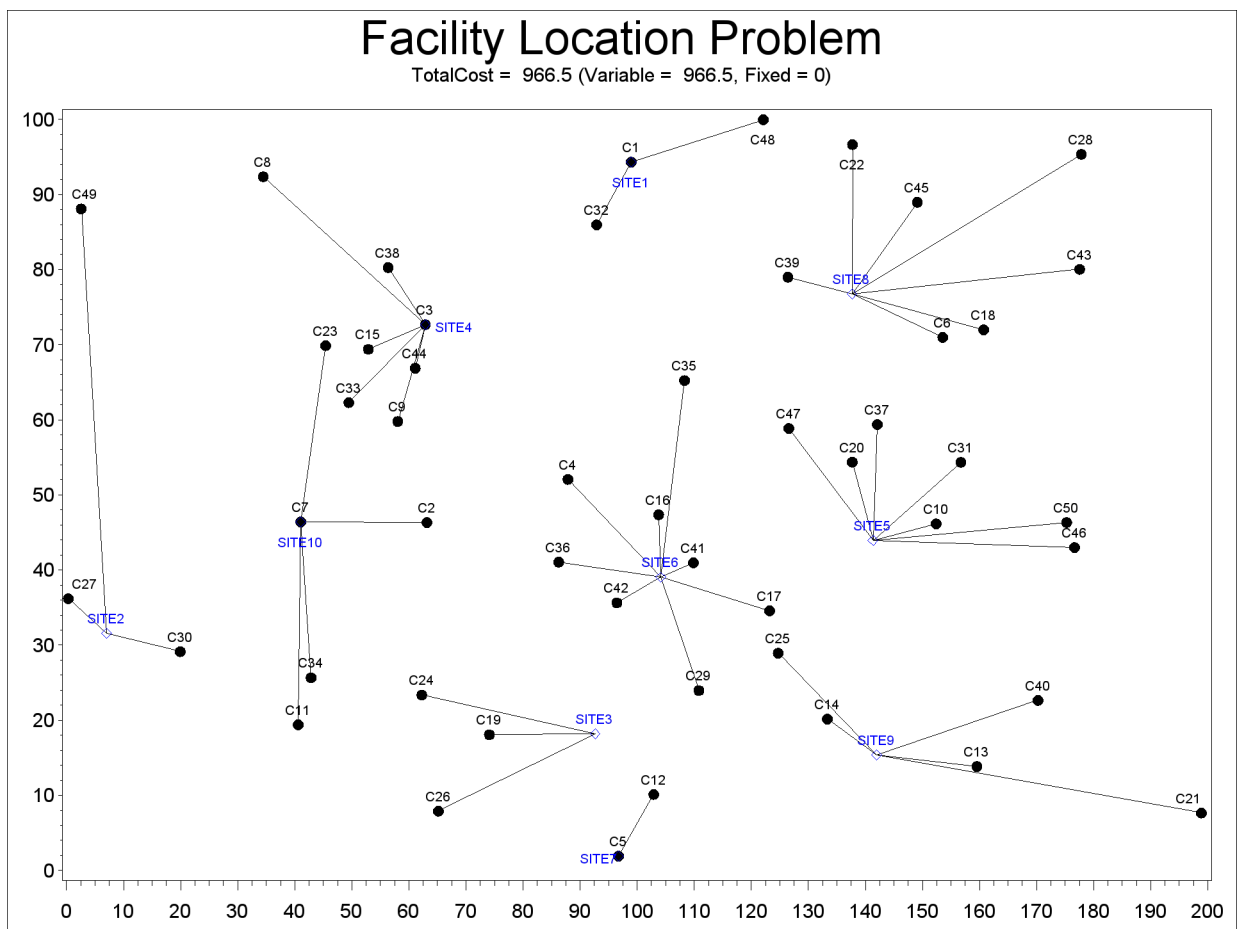 Facility Location Problem
TotalCost = 966.5 (Variable = 966.5, Fixed = 0)
100
90
80
70
60
50
40
30
20
10
0
C48
C1
C22
C28
C8
SITE1
C49
C45
C32
C38
C39
C43
SITE8
C3
C18
C23
C15
SITE4
C6
C44
C35
C33
C9
C47
C37
C20
C31
C4
C7
C2
C16
C10
C50
SITE5
SITE10
C46
C36
SITE6
C41
C27
C42
C17
SITE2
C30
C25
C34
C29
C24
C40
C11
C19
SITE3
C14
SITE9
C13
C26
C12
C21
C5
SITE7
0 10 20 30 40 50 60 70 80 90 100 110 120 130 140 150 160 170 180 190 200